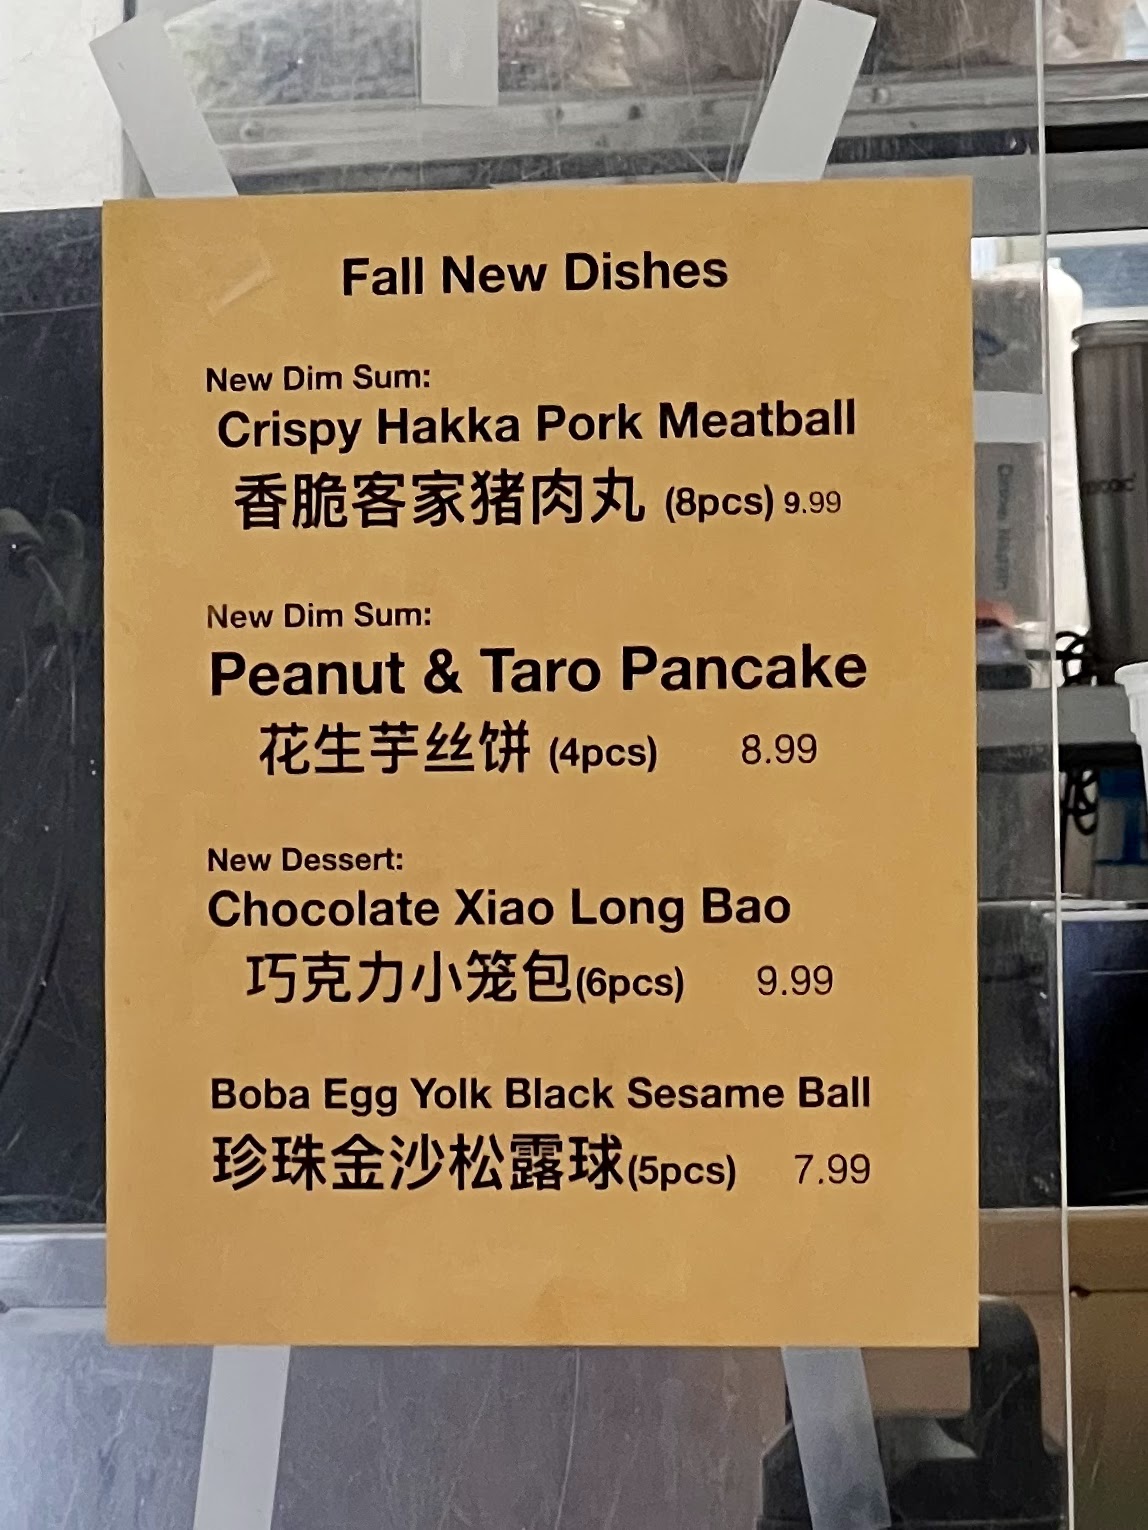 Fall New Dishes
New Dim Sum:
Crispy Hakka Pork Meatball
香脆客家猪肉丸 (8pcs) 9.99
New Dim Sum:
Peanut & Taro Pancake
花生芋丝饼 (4pcs) 8.99
New Dessert:
Chocolate Xiao Long Bao
巧克力小笼包(6pcs) 9.99
Boba Egg Yolk Black Sesame Ball
珍珠金沙松露球(5pcs) 7.99